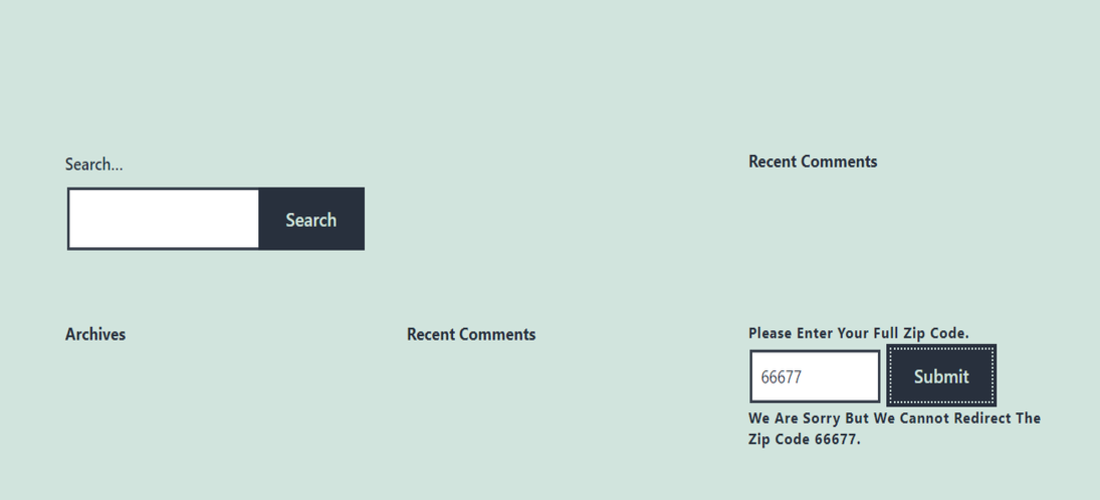 Search...
Recent Comments
Search
Archives
Recent Comments
Please Enter Your Full Zip Code.
66677
Submit
We Are Sorry But We Cannot Redirect The
Zip Code 66677.